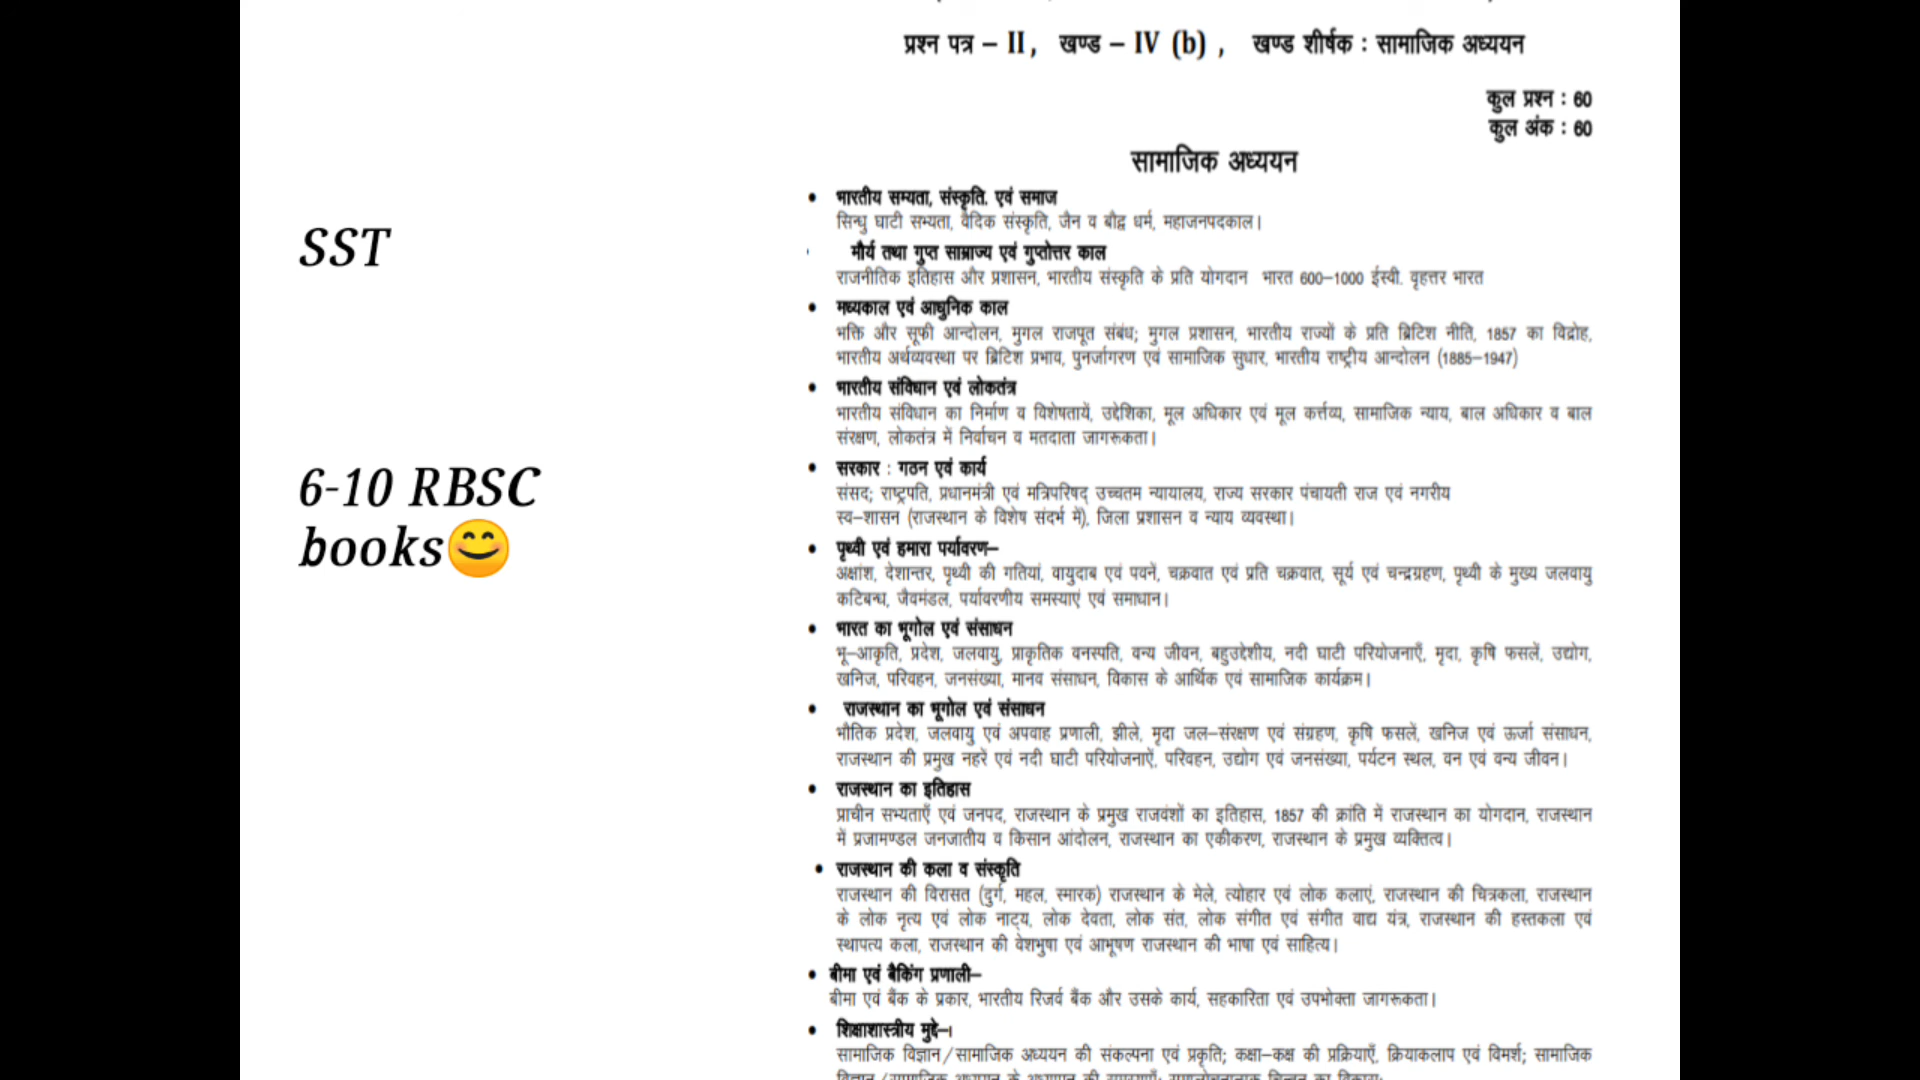 प्रश्न पत्र – II , खण्ड – IV (b) , खण्ड शीर्षक : सामाजिक अध्ययन
कुल प्रश्न : 60
कुल अंक : 60
सामाजिक अध्ययन
• भारतीय सभ्यता, संस्कृति. एवं समाज
सिन्धु घाटी सभ्यता, वैदिक संस्कृति, जैन व बौद्व धर्म, महाजनपदकाल।
मौर्य तथा गुप्त साम्राज्य एवं गुप्तोत्तर काल
राजनीतिक इतिहास और प्रशासन, भारतीय संस्कृति के प्रति योगदान भारत 600–1000 ईस्वी. वृहत्तर भारत
• मध्यकाल एवं आधुनिक काल
भक्ति और सूफी आन्दोलन, मुगल राजपूत संबंध; मुगल प्रशासन, भारतीय राज्यों के प्रति ब्रिटिश नीति, 1857 का विद्रोह,
भारतीय अर्थव्यवस्था पर ब्रिटिश प्रभाव, पुनर्जागरण एवं सामाजिक सुधार, भारतीय राष्ट्रीय आन्दोलन (1885–1947)
• भारतीय संविधान एवं लोकतंत्र
भारतीय संविधान का निर्माण व विशेषतायें, उद्देशिका, मूल अधिकार एवं मूल कर्त्तव्य, सामाजिक न्याय, बाल अधिकार व बाल
संरक्षण, लोकतंत्र में निर्वाचन व मतदाता जागरूकता।
• सरकार : गठन एवं कार्य
संसद; राष्ट्रपति, प्रधानमंत्री एवं मंत्रिपरिषद् उच्चतम न्यायालय, राज्य सरकार पंचायती राज एवं नगरीय
स्व–शासन (राजस्थान के विशेष संदर्भ में), जिला प्रशासन व न्याय व्यवस्था।
• पृथ्वी एवं हमारा पर्यावरण–
अक्षांश, देशान्तर, पृथ्वी की गतियां, वायुदाब एवं पवनें, चक्रवात एवं प्रति चक्रवात, सूर्य एवं चन्द्रग्रहण, पृथ्वी के मुख्य जलवायु
कटिबन्ध, जैवमंडल, पर्यावरणीय समस्याएं एवं समाधान।
• भारत का भूगोल एवं संसाधन
भू–आकृति, प्रदेश, जलवायु, प्राकृतिक वनस्पति, वन्य जीवन, बहुउद्देशीय, नदी घाटी परियोजनाएँ, मृदा, कृषि फसलें, उद्योग,
खनिज, परिवहन, जनसंख्या, मानव संसाधन, विकास के आर्थिक एवं सामाजिक कार्यक्रम।
• राजस्थान का भूगोल एवं संसाधन
भौतिक प्रदेश, जलवायु एवं अपवाह प्रणाली, झीले, मृदा जल–संरक्षण एवं संग्रहण, कृषि फसलें, खनिज एवं ऊर्जा संसाधन,
राजस्थान की प्रमुख नहरें एवं नदी घाटी परियोजनाऐं, परिवहन, उद्योग एवं जनसंख्या, पर्यटन स्थल, वन एवं वन्य जीवन।
• राजस्थान का इतिहास
प्राचीन सभ्यताएँ एवं जनपद, राजस्थान के प्रमुख राजवंशों का इतिहास, 1857 की क्रांति में राजस्थान का योगदान, राजस्थान
में प्रजामण्डल जनजातीय व किसान आंदोलन, राजस्थान का एकीकरण, राजस्थान के प्रमुख व्यक्तित्व।
• राजस्थान की कला व संस्कृति
राजस्थान की विरासत (दुर्ग, महल, स्मारक) राजस्थान के मेले, त्योहार एवं लोक कलाएं, राजस्थान की चित्रकला, राजस्थान
के लोक नृत्य एवं लोक नाट्य, लोक देवता, लोक संत, लोक संगीत एवं संगीत वाद्य यंत्र, राजस्थान की हस्तकला एवं
स्थापत्य कला, राजस्थान की वेशभुषा एवं आभूषण राजस्थान की भाषा एवं साहित्य।
• बीमा एवं बैकिंग प्रणाली–
बीमा एवं बैंक के प्रकार, भारतीय रिजर्व बैंक और उसके कार्य, सहकारिता एवं उपभोक्ता जागरूकता।
• शिक्षाशास्त्रीय मुद्दे–।
सामाजिक विज्ञान/सामाजिक अध्ययन की संकल्पना एवं प्रकृति; कक्षा–कक्ष की प्रक्रियाएँ, क्रियाकलाप एवं विमर्श; सामाजिक
SST
6-10 RBSC
books😊